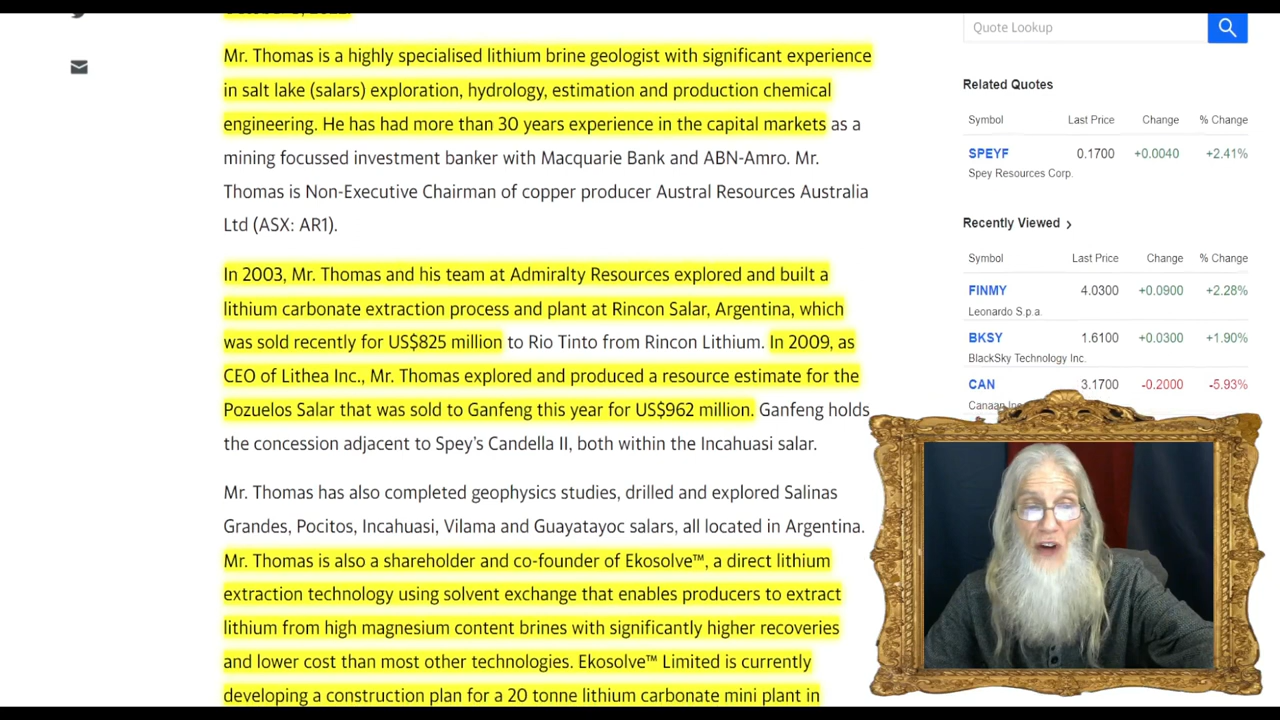 Mr. Thomas is a highly specialised lithium brine geologist with significant experience
in salt lake (salars) exploration, hydrology, estimation and production chemical
engineering. He has had more than 30 years experience in the capital markets as a
mining focussed investment banker with Macquarie Bank and ABN-Amro. Mr.
Thomas is Non-Executive Chairman of copper producer Austral Resources Australia
Ltd (ASX: AR1).
In 2003, Mr. Thomas and his team at Admiralty Resources explored and built a
lithium carbonate extraction process and plant at Rincon Salar, Argentina, which
was sold recently for US$825 million to Rio Tinto from Rincon Lithium. In 2009, as
CEO of Lithea Inc., Mr. Thomas explored and produced a resource estimate for the
Pozuelos Salar that was sold to Ganfeng this year for US$962 million. Ganfeng holds
the concession adjacent to Spey's Candella II, both within the Incahuasi salar.
Mr. Thomas has also completed geophysics studies, drilled and explored Salinas
Grandes, Pocitos, Incahuasi, Vilama and Guayatayoc salars, all located in Argentina.
Mr. Thomas is also a shareholder and co-founder of Ekosolve™, a direct lithium
extraction technology using solvent exchange that enables producers to extract
lithium from high magnesium content brines with significantly higher recoveries
and lower cost than most other technologies. Ekosolve™ Limited is currently
developing a construction plan for a 20 tonne lithium carbonate mini plant in
Quote Lookup
Related Quotes
Symbol Last Price Change % Change
SPEYF 0.1700 +0.0040 +2.41%
Spey Resources Corp.
Recently Viewed >
Symbol Last Price Change % Change
FINMY 4.0300 +0.0900 +2.28%
Leonardo S.p.a.
BKSY 1.6100 +0.0300 +1.90%
BlackSky Technology Inc.
CAN 3.1700 -0.2000 -5.93%
Canaan Inc.